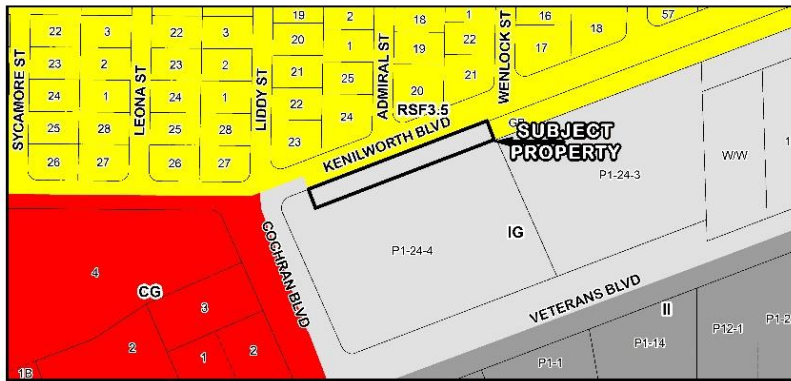 19
2
18
1
16
57
22
3
22
3
20
1
19
22
17
18
23
2
23
2
21
25
20
21
24
1
24
1
22
24
25
28
25
28
23
26
27
26
27
SYCAMORE ST
LEONA ST
LIDDY ST
ADMIRAL ST
WENLOCK ST
RSF3.5
KENILWORTH BLVD
SUBJECT
PROPERTY
P1-24-3
W/W
P1-24-4
IG
COCHRAN BLVD
VETERANS BLVD
II
4
CG
3
2
1
2
1B
P1-1
P1-14
P12-1